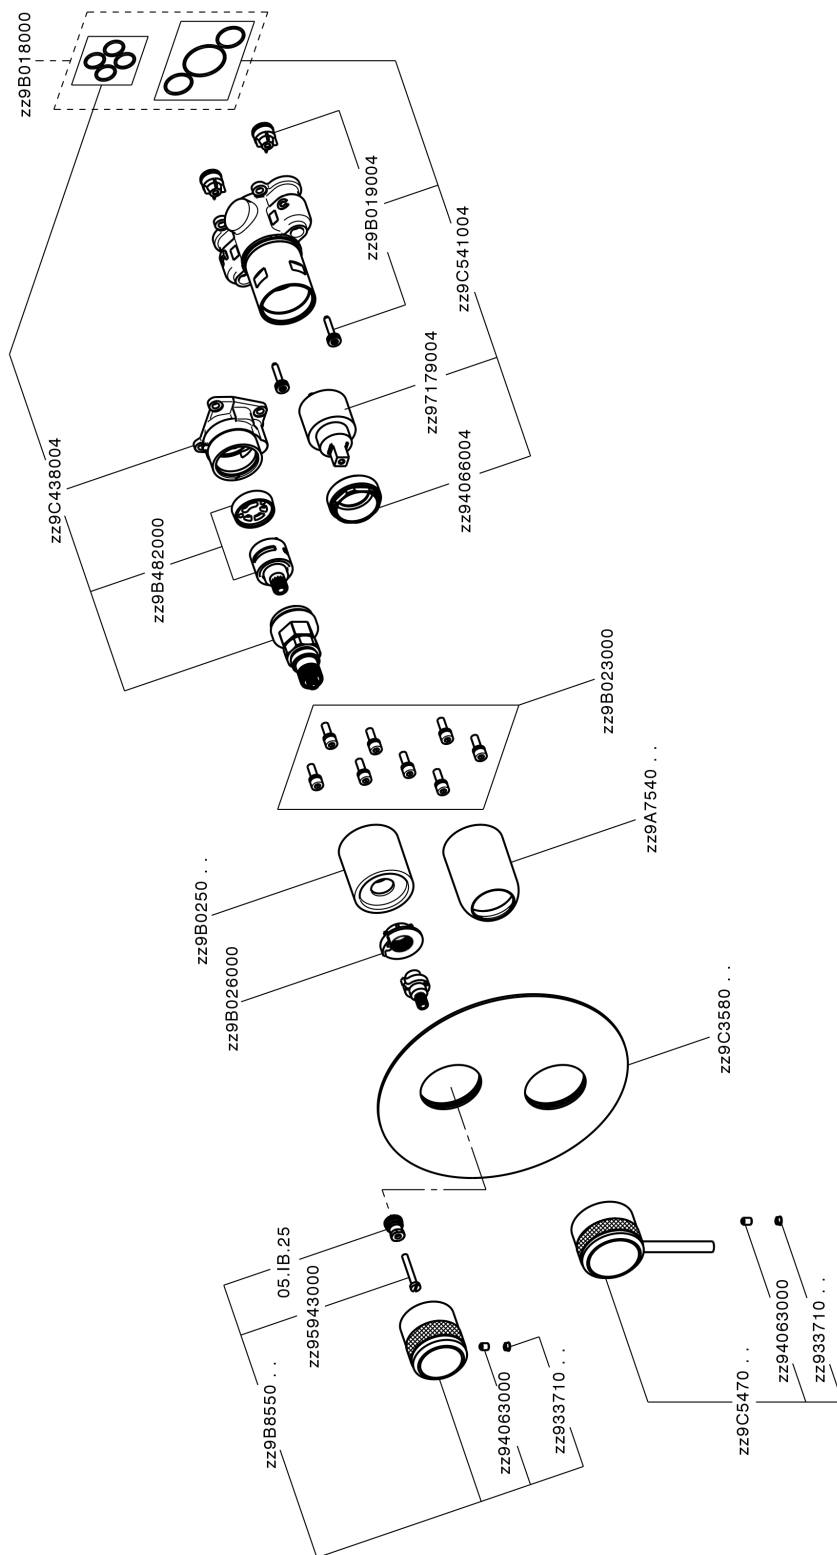 zz9B018000
zz9B019004
zz9C541004
zz97179004
zz94066004
zz9C438004
zz9B482000
zz9B023000
zz9A7540 . .
zz9B0250 . .
zz9B026000
zz9C3580 . .
05.IB.25
zz95943000
zz9B8550 . .
zz94063000
zz933710 . .
zz94063000
zz933710 . .
zz9C5470 . .